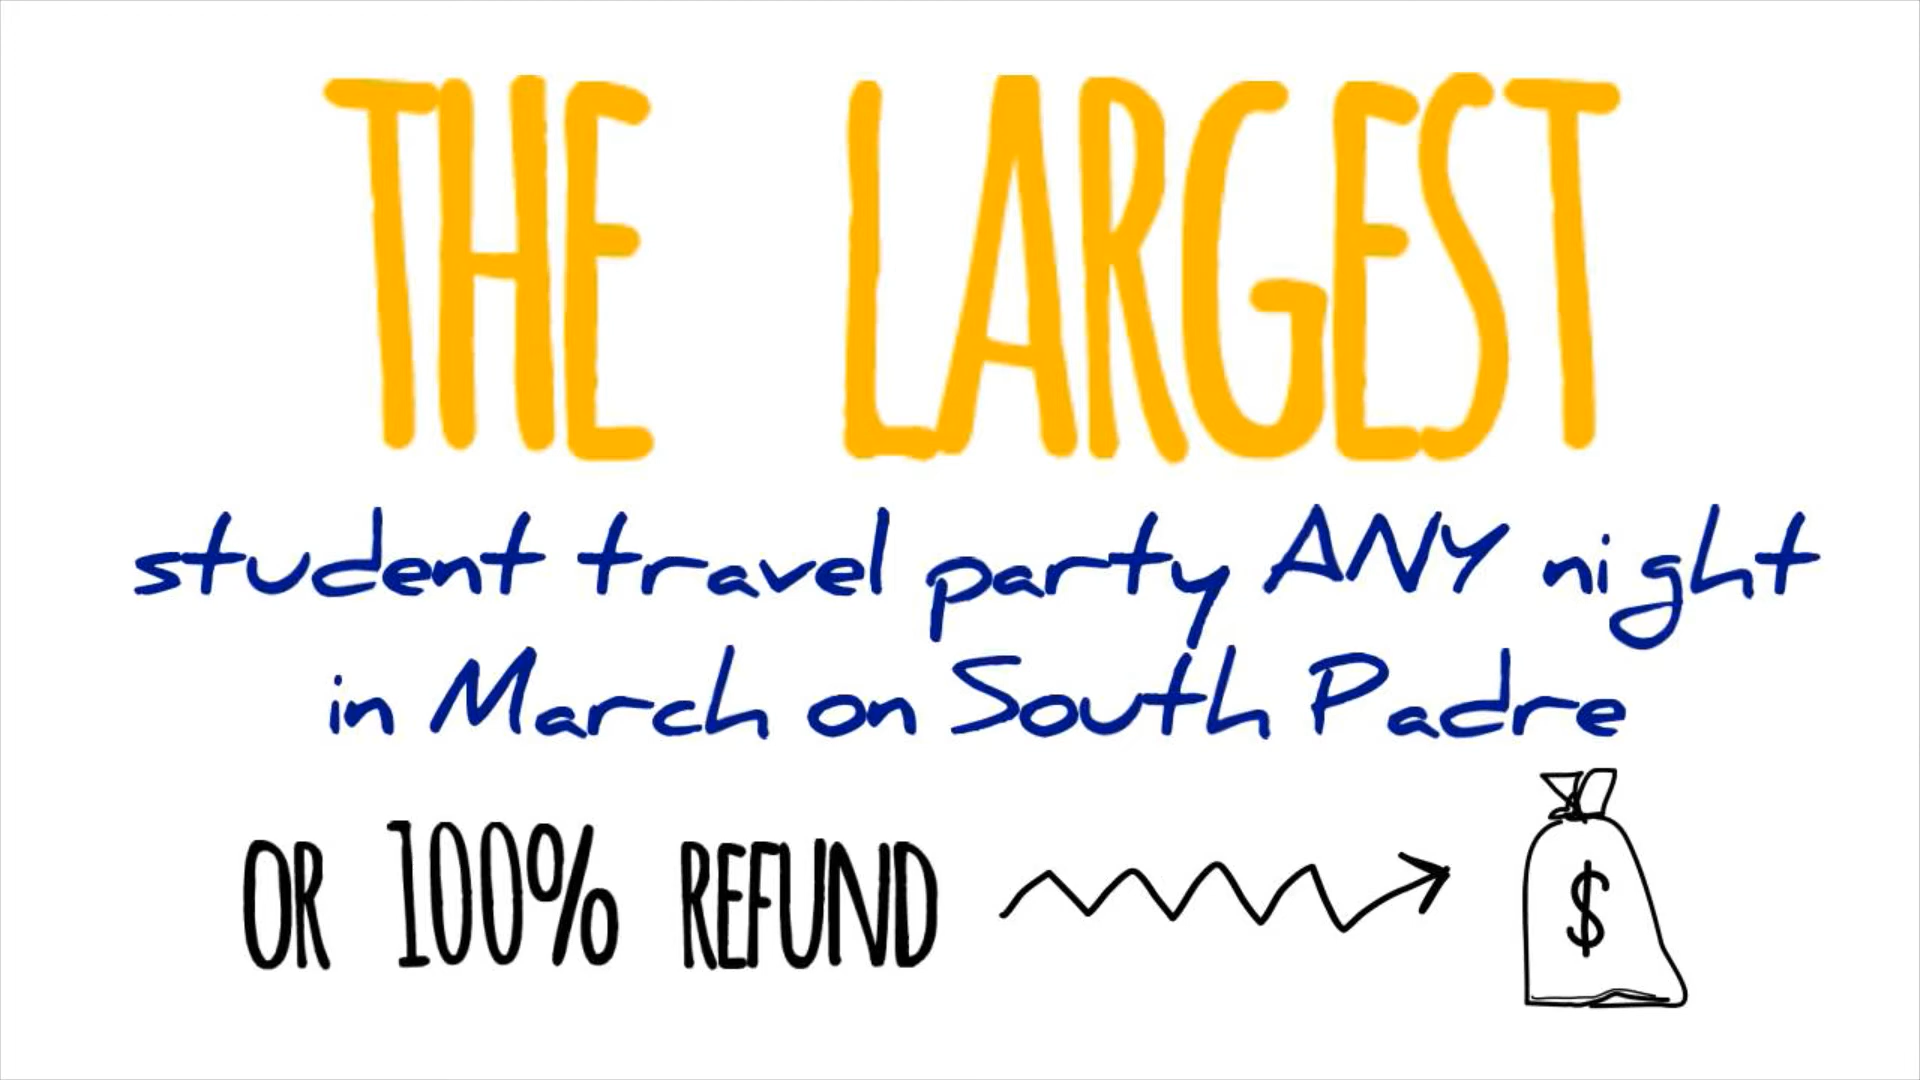 THE LARGEST
student travel party ANY night
in March on South Padre
OR 100% REFUND
$